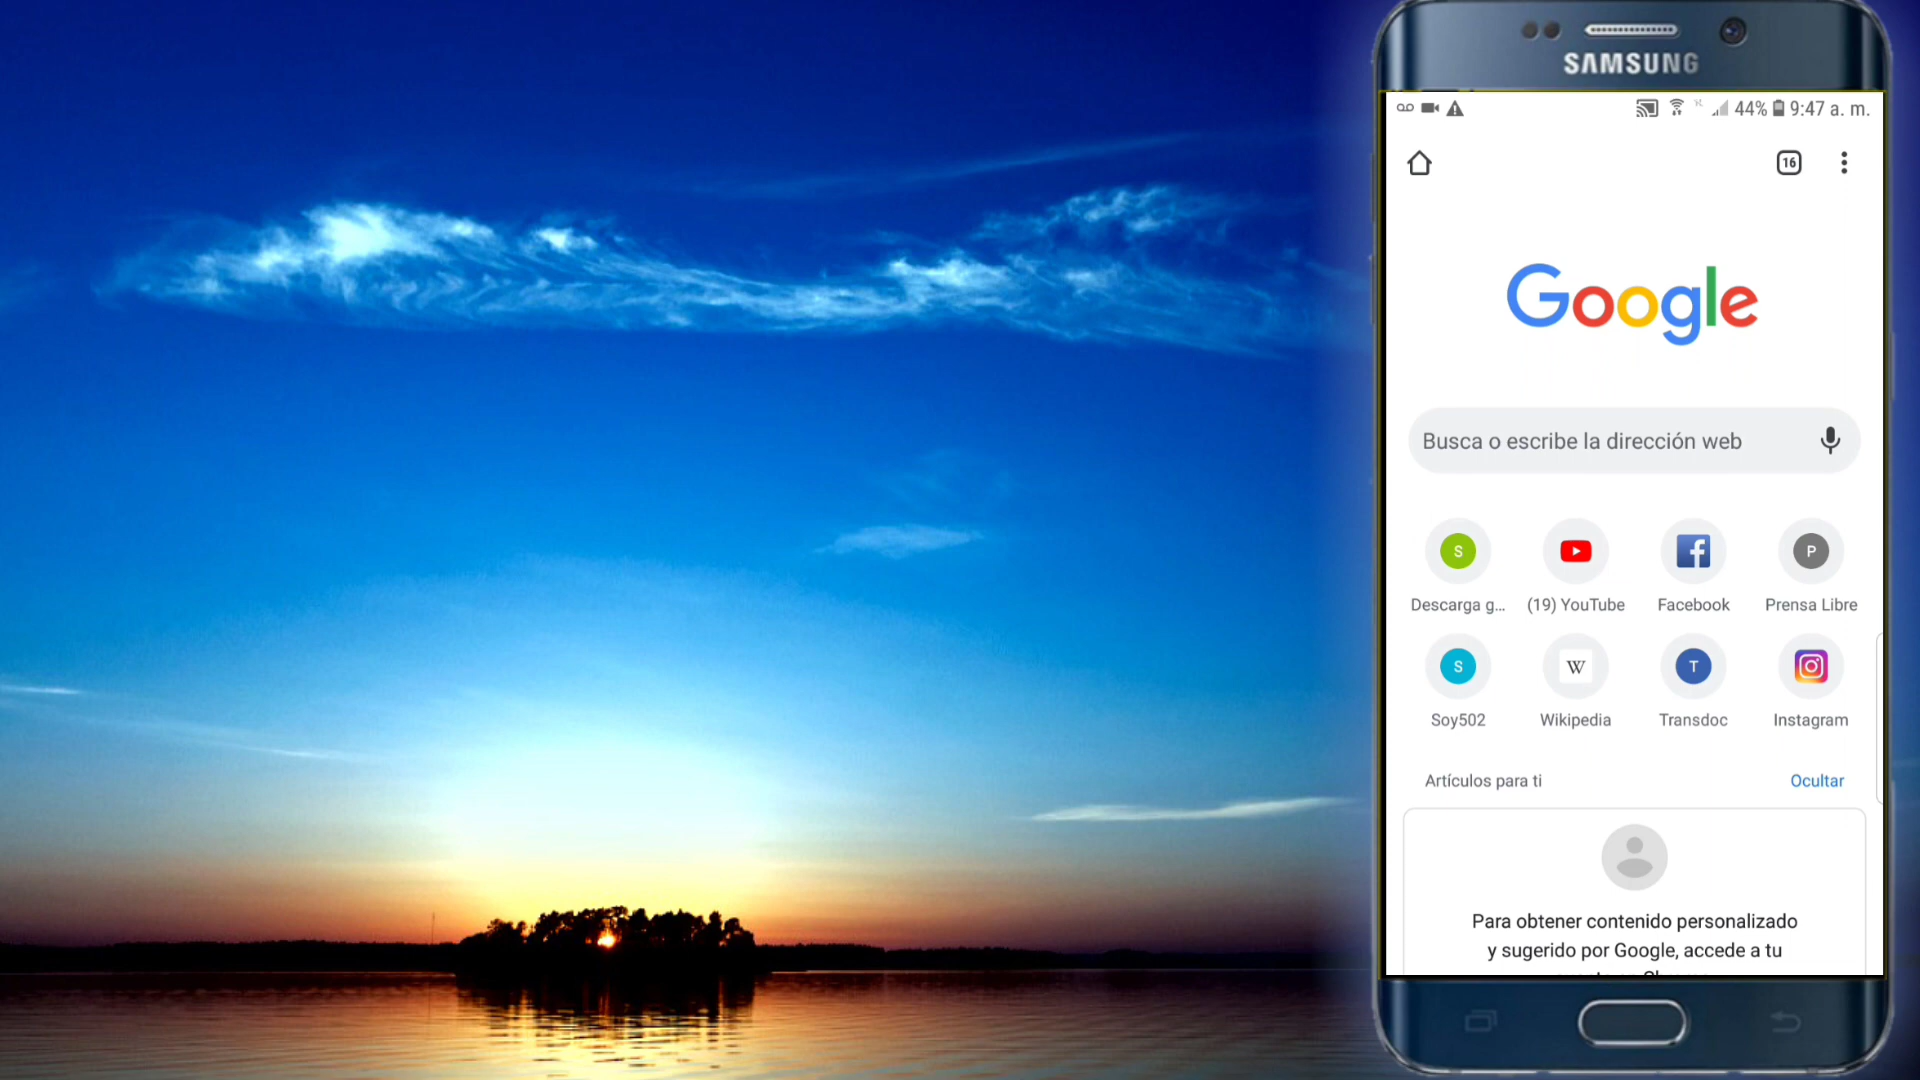 SAMSUNG
44% 9:47 a. m.
16
Google
Busca o escribe la dirección web
S
P
Descarga g...
(19) YouTube
Facebook
Prensa Libre
S
W
T
Soy502
Wikipedia
Transdoc
Instagram
Artículos para ti
Ocultar
Para obtener contenido personalizado
y sugerido por Google, accede a tu